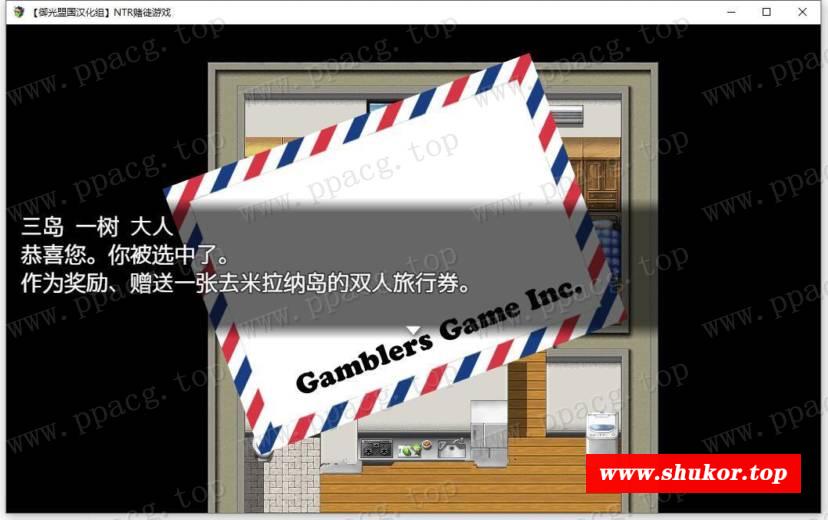 【御光盟国汉化组】NTR赌徒游戏
www.ppacg.top
三岛 一树 大人
恭喜您。你被选中了。
作为奖励、赠送一张去米拉纳岛的双人旅行券。
Gamblers Game Inc.
www.shukor.top